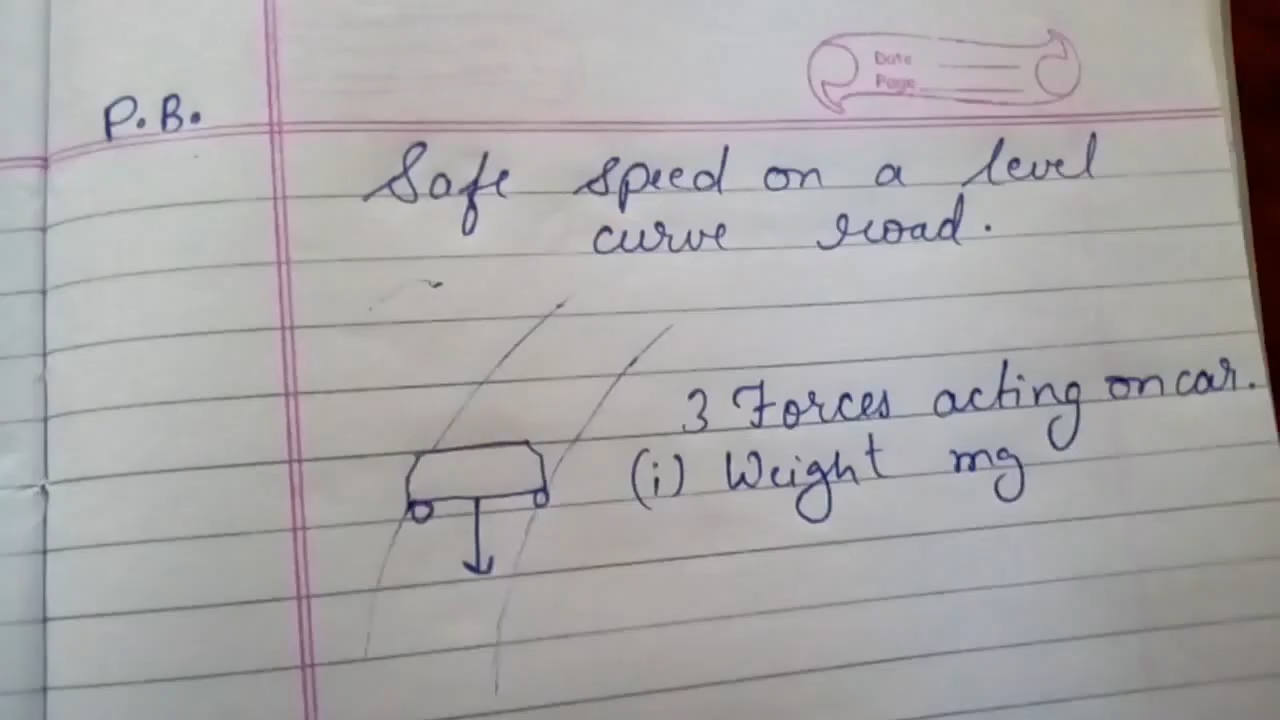 Date
Page
P.B.
Safe speed on a level
curve road.
3 Forces acting on car.
(i) Weight mg